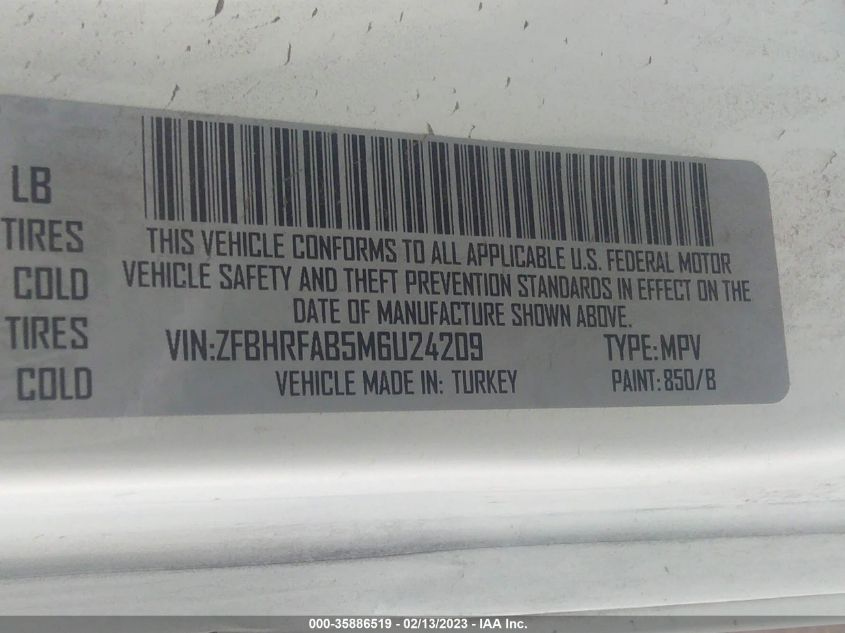 LB
TIRES
COLD
TIRES
COLD
THIS VEHICLE CONFORMS TO ALL APPLICABLE U.S. FEDERAL MOTOR
VEHICLE SAFETY AND THEFT PREVENTION STANDARDS IN EFFECT ON THE
DATE OF MANUFACTURE SHOWN ABOVE.
VIN:ZFBHRFAB5M6U24209 TYPE:MPV
VEHICLE MADE IN: TURKEY PAINT: 850/B
000-35886519 - 02/13/2023 - IAA Inc.